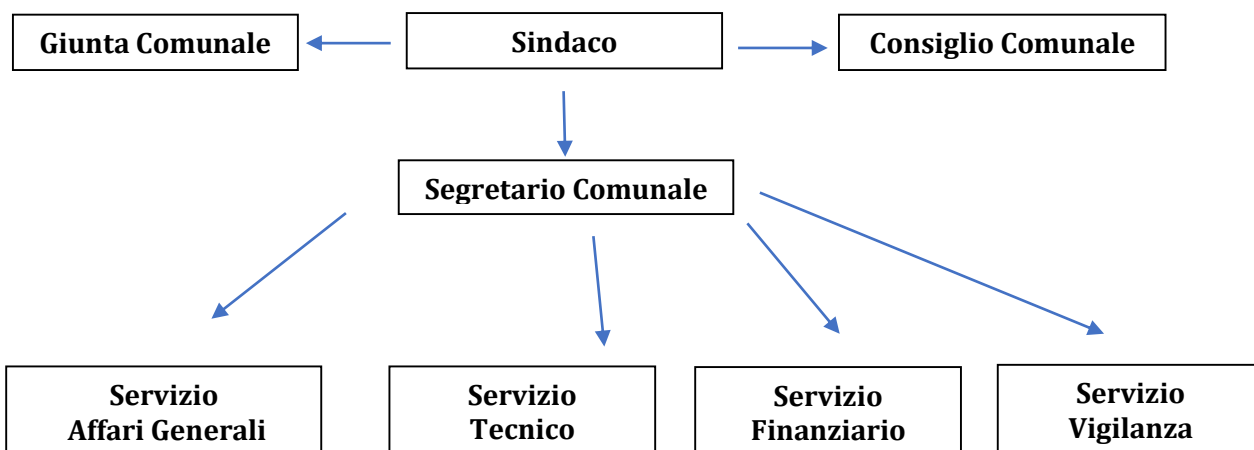 Giunta Comunale
Sindaco
Consiglio Comunale
Segretario Comunale
Servizio
Affari Generali
Servizio
Tecnico
Servizio
Finanziario
Servizio
Vigilanza